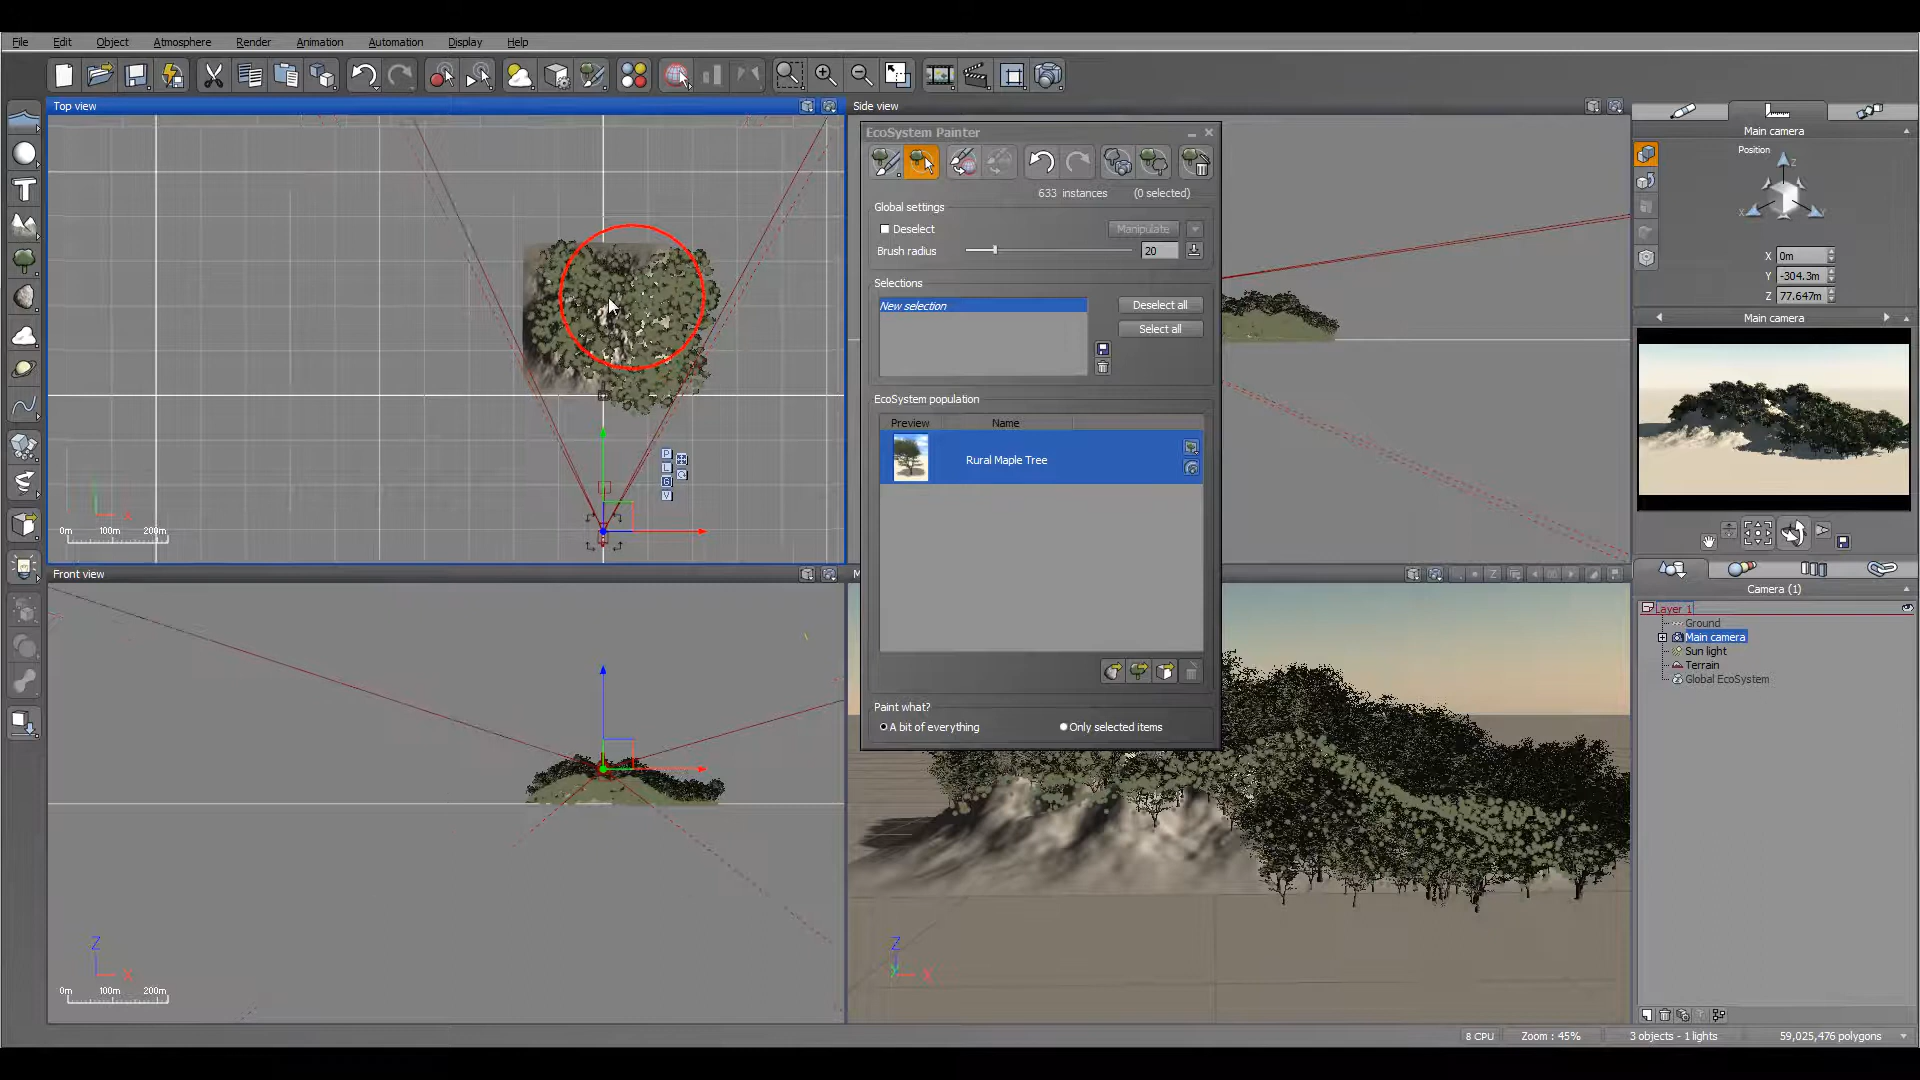 File Edit Object Atmosphere Render Animation Automation Display Help
Top view
Side view
EcoSystem Painter
633 instances (0 selected)
Global settings
Deselect
Manipulate
Brush radius 20
Selections
New selection
Deselect all
Select all
EcoSystem population
Preview Name
Rural Maple Tree
Paint what?
A bit of everything Only selected items
P
L
G
V
X
0m 100m 200m
Front view
Z
X
0m 100m 200m
Z
Y X
Main camera
Position
Z
X Y
X 0m
Y -304.3m
Z 77.647m
Main camera
Camera (1)
Layer 1
Ground
Main camera
Sun light
Terrain
Global EcoSystem
8 CPU Zoom : 45% 3 objects - 1 lights 59,025,476 polygons